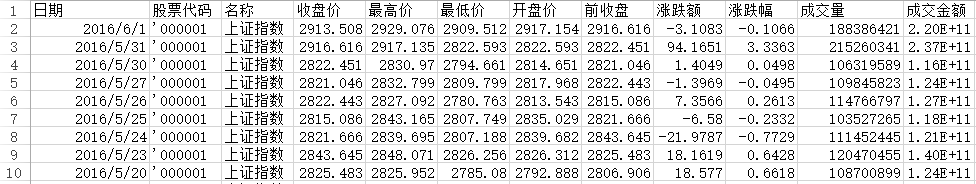 1 日期 股票代码 名称 收盘价 最高价 最低价 开盘价 前收盘 涨跌额 涨跌幅 成交量 成交金额
2 2016/6/1 '000001 上证指数 2913.508 2929.076 2909.512 2917.154 2916.616 -3.1083 -0.1066 188386421 2.20E+11
3 2016/5/31 '000001 上证指数 2916.616 2917.135 2822.593 2822.593 2822.451 94.1651 3.3363 215260341 2.37E+11
4 2016/5/30 '000001 上证指数 2822.451 2830.97 2794.661 2814.651 2821.046 1.4049 0.0498 106319589 1.16E+11
5 2016/5/27 '000001 上证指数 2821.046 2832.799 2809.799 2817.968 2822.443 -1.3969 -0.0495 109845823 1.24E+11
6 2016/5/26 '000001 上证指数 2822.443 2827.092 2780.763 2813.543 2815.086 7.3566 0.2613 114766797 1.27E+11
7 2016/5/25 '000001 上证指数 2815.086 2843.165 2807.749 2835.029 2821.666 -6.58 -0.2332 103527265 1.18E+11
8 2016/5/24 '000001 上证指数 2821.666 2839.695 2807.188 2839.682 2843.645 -21.9787 -0.7729 111452445 1.21E+11
9 2016/5/23 '000001 上证指数 2843.645 2848.071 2826.256 2826.312 2825.483 18.1619 0.6428 120470455 1.40E+11
10 2016/5/20 '000001 上证指数 2825.483 2825.952 2785.08 2792.888 2806.906 18.577 0.6618 108700899 1.24E+11